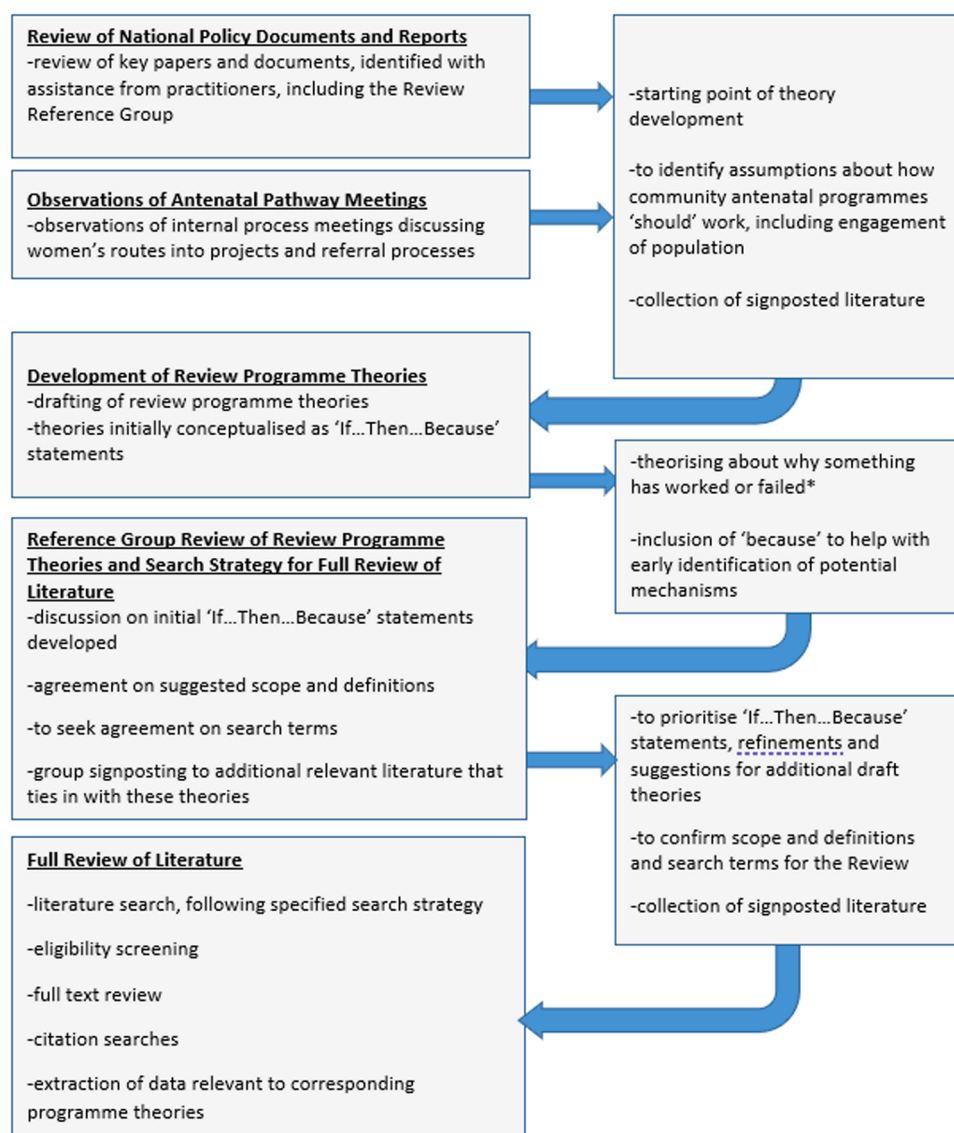 Review of National Policy Documents and Reports
-review of key papers and documents, identified with
assistance from practitioners, including the Review
Reference Group
Observations of Antenatal Pathway Meetings
-observations of internal process meetings discussing
women’s routes into projects and referral processes
-starting point of theory
development
-to identify assumptions about how
community antenatal programmes
‘should’ work, including engagement
of population
-collection of signposted literature
Development of Review Programme Theories
-drafting of review programme theories
-theories initially conceptualised as ‘If...Then...Because’
statements
-theorising about why something
has worked or failed*
-inclusion of ‘because’ to help with
early identification of potential
mechanisms
Reference Group Review of Review Programme
Theories and Search Strategy for Full Review of
Literature
-discussion on initial ‘If...Then...Because’ statements
developed
-agreement on suggested scope and definitions
-to seek agreement on search terms
-group signposting to additional relevant literature that
ties in with these theories
-to prioritise ‘If...Then...Because’
statements, refinements and
suggestions for additional draft
theories
-to confirm scope and definitions
and search terms for the Review
-collection of signposted literature
Full Review of Literature
-literature search, following specified search strategy
-eligibility screening
-full text review
-citation searches
-extraction of data relevant to corresponding
programme theories